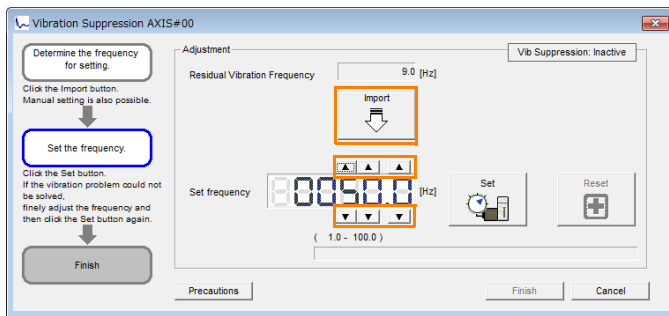 Vibration Suppression AXIS#00
Determine the frequency
for setting.
Click the Import button.
Manual setting is also possible.
Set the frequency.
Click the Set button.
If the vibration problem could not
be solved,
finely adjust the frequency and
then click the Set button again.
Finish
Adjustment
Vib Suppression: Inactive
Residual Vibration Frequency 9.0 [Hz]
Import
Set frequency 0050.0 [Hz]
Set
Reset
( 1.0 - 100.0 )
Precautions
Finish
Cancel